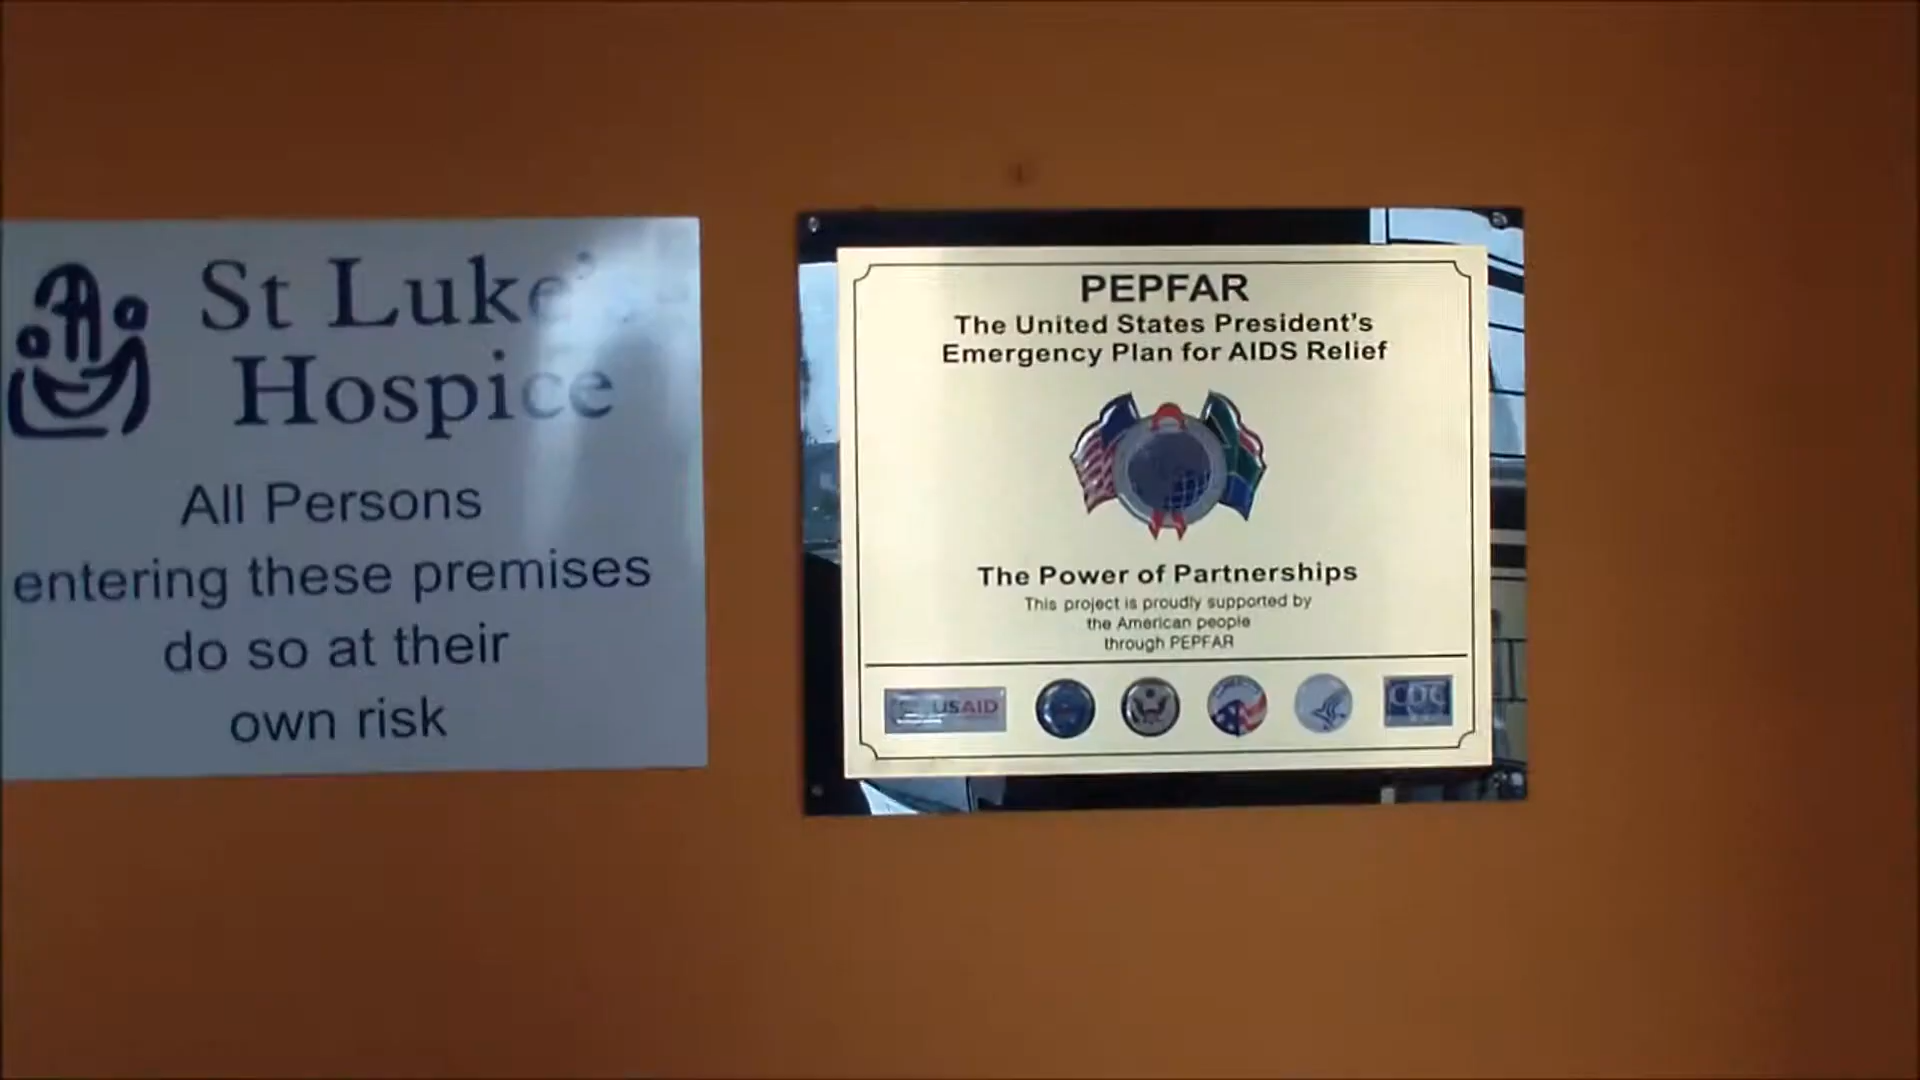 St Luke's
Hospice
All Persons
entering these premises
do so at their
own risk
PEPFAR
The United States President's
Emergency Plan for AIDS Relief
The Power of Partnerships
This project is proudly supported by
the American people
through PEPFAR
USAID
CDC